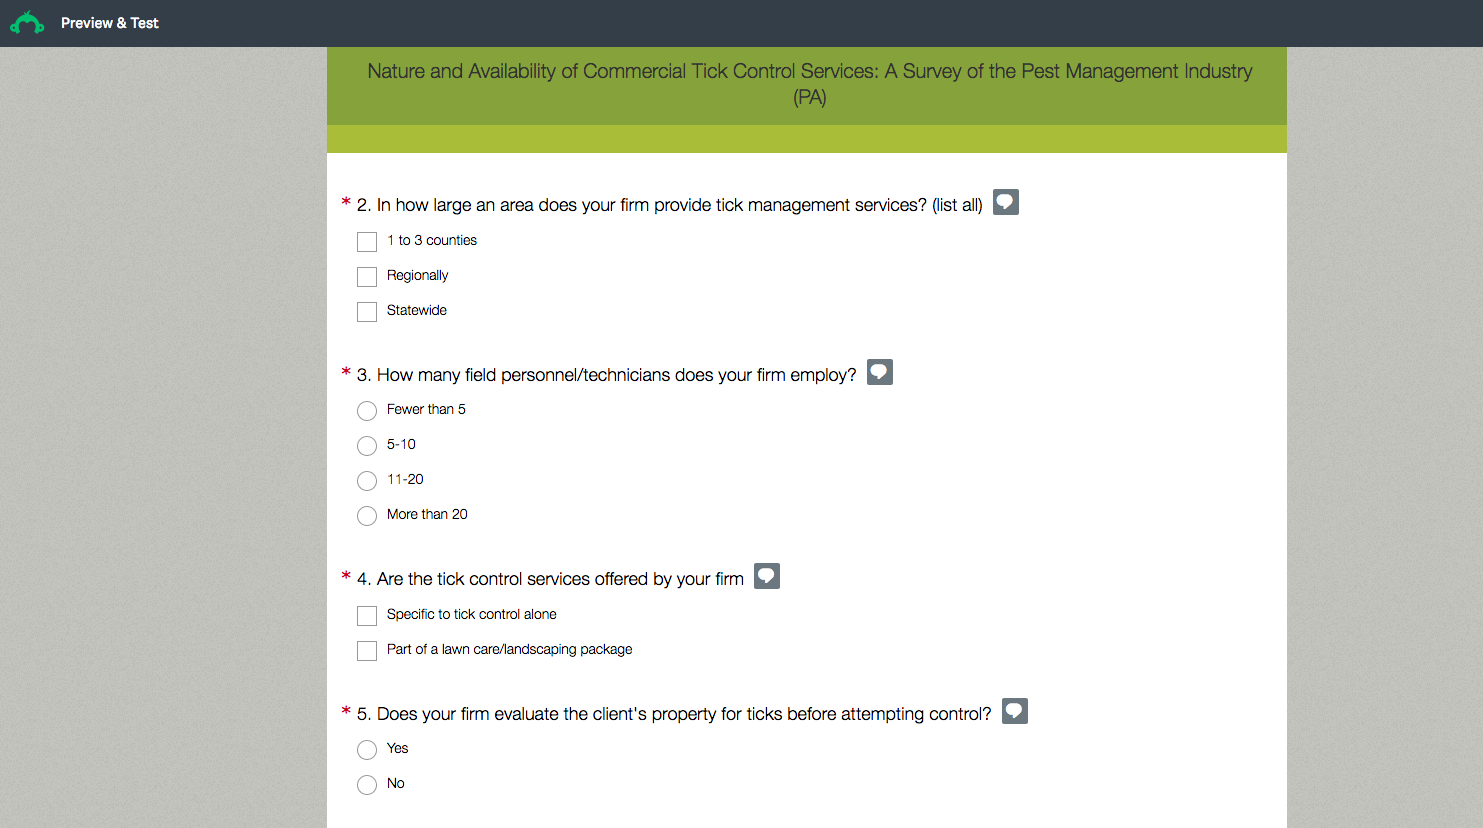 Preview & Test
Nature and Availability of Commercial Tick Control Services: A Survey of the Pest Management Industry
(PA)
* 2. In how large an area does your firm provide tick management services? (list all)
1 to 3 counties
Regionally
Statewide
* 3. How many field personnel/technicians does your firm employ?
Fewer than 5
5-10
11-20
More than 20
* 4. Are the tick control services offered by your firm
Specific to tick control alone
Part of a lawn care/landscaping package
* 5. Does your firm evaluate the client's property for ticks before attempting control?
Yes
No